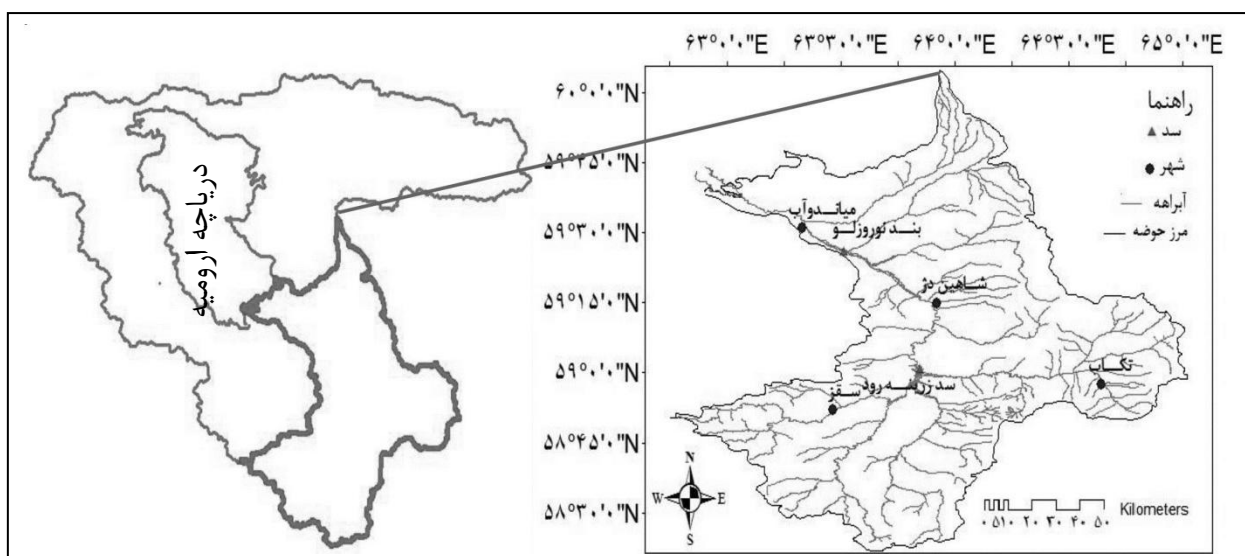 دریاچه ارومیه
۶۳°۰'۰"E ۶۳°۳۰'۰"E ۶۴°۰'۰"E ۶۴°۳۰'۰"E ۶۵°۰'۰"E
۶۰°۰'۰"N
۵۹°۴۵'۰"N
۵۹°۳۰'۰"N
۵۹°۱۵'۰"N
۵۹°۰'۰"N
۵۸°۴۵'۰"N
۵۸°۳۰'۰"N
راهنما
سد
شهر
آبراهه
مرز حوضه
میاندوآب
بند نوروزلو
شاهین دژ
تکاب
سد زرینه رود
سقز
N
W E
S
۰ ۵۱۰ ۲۰ ۳۰ ۴۰ ۵۰ Kilometers